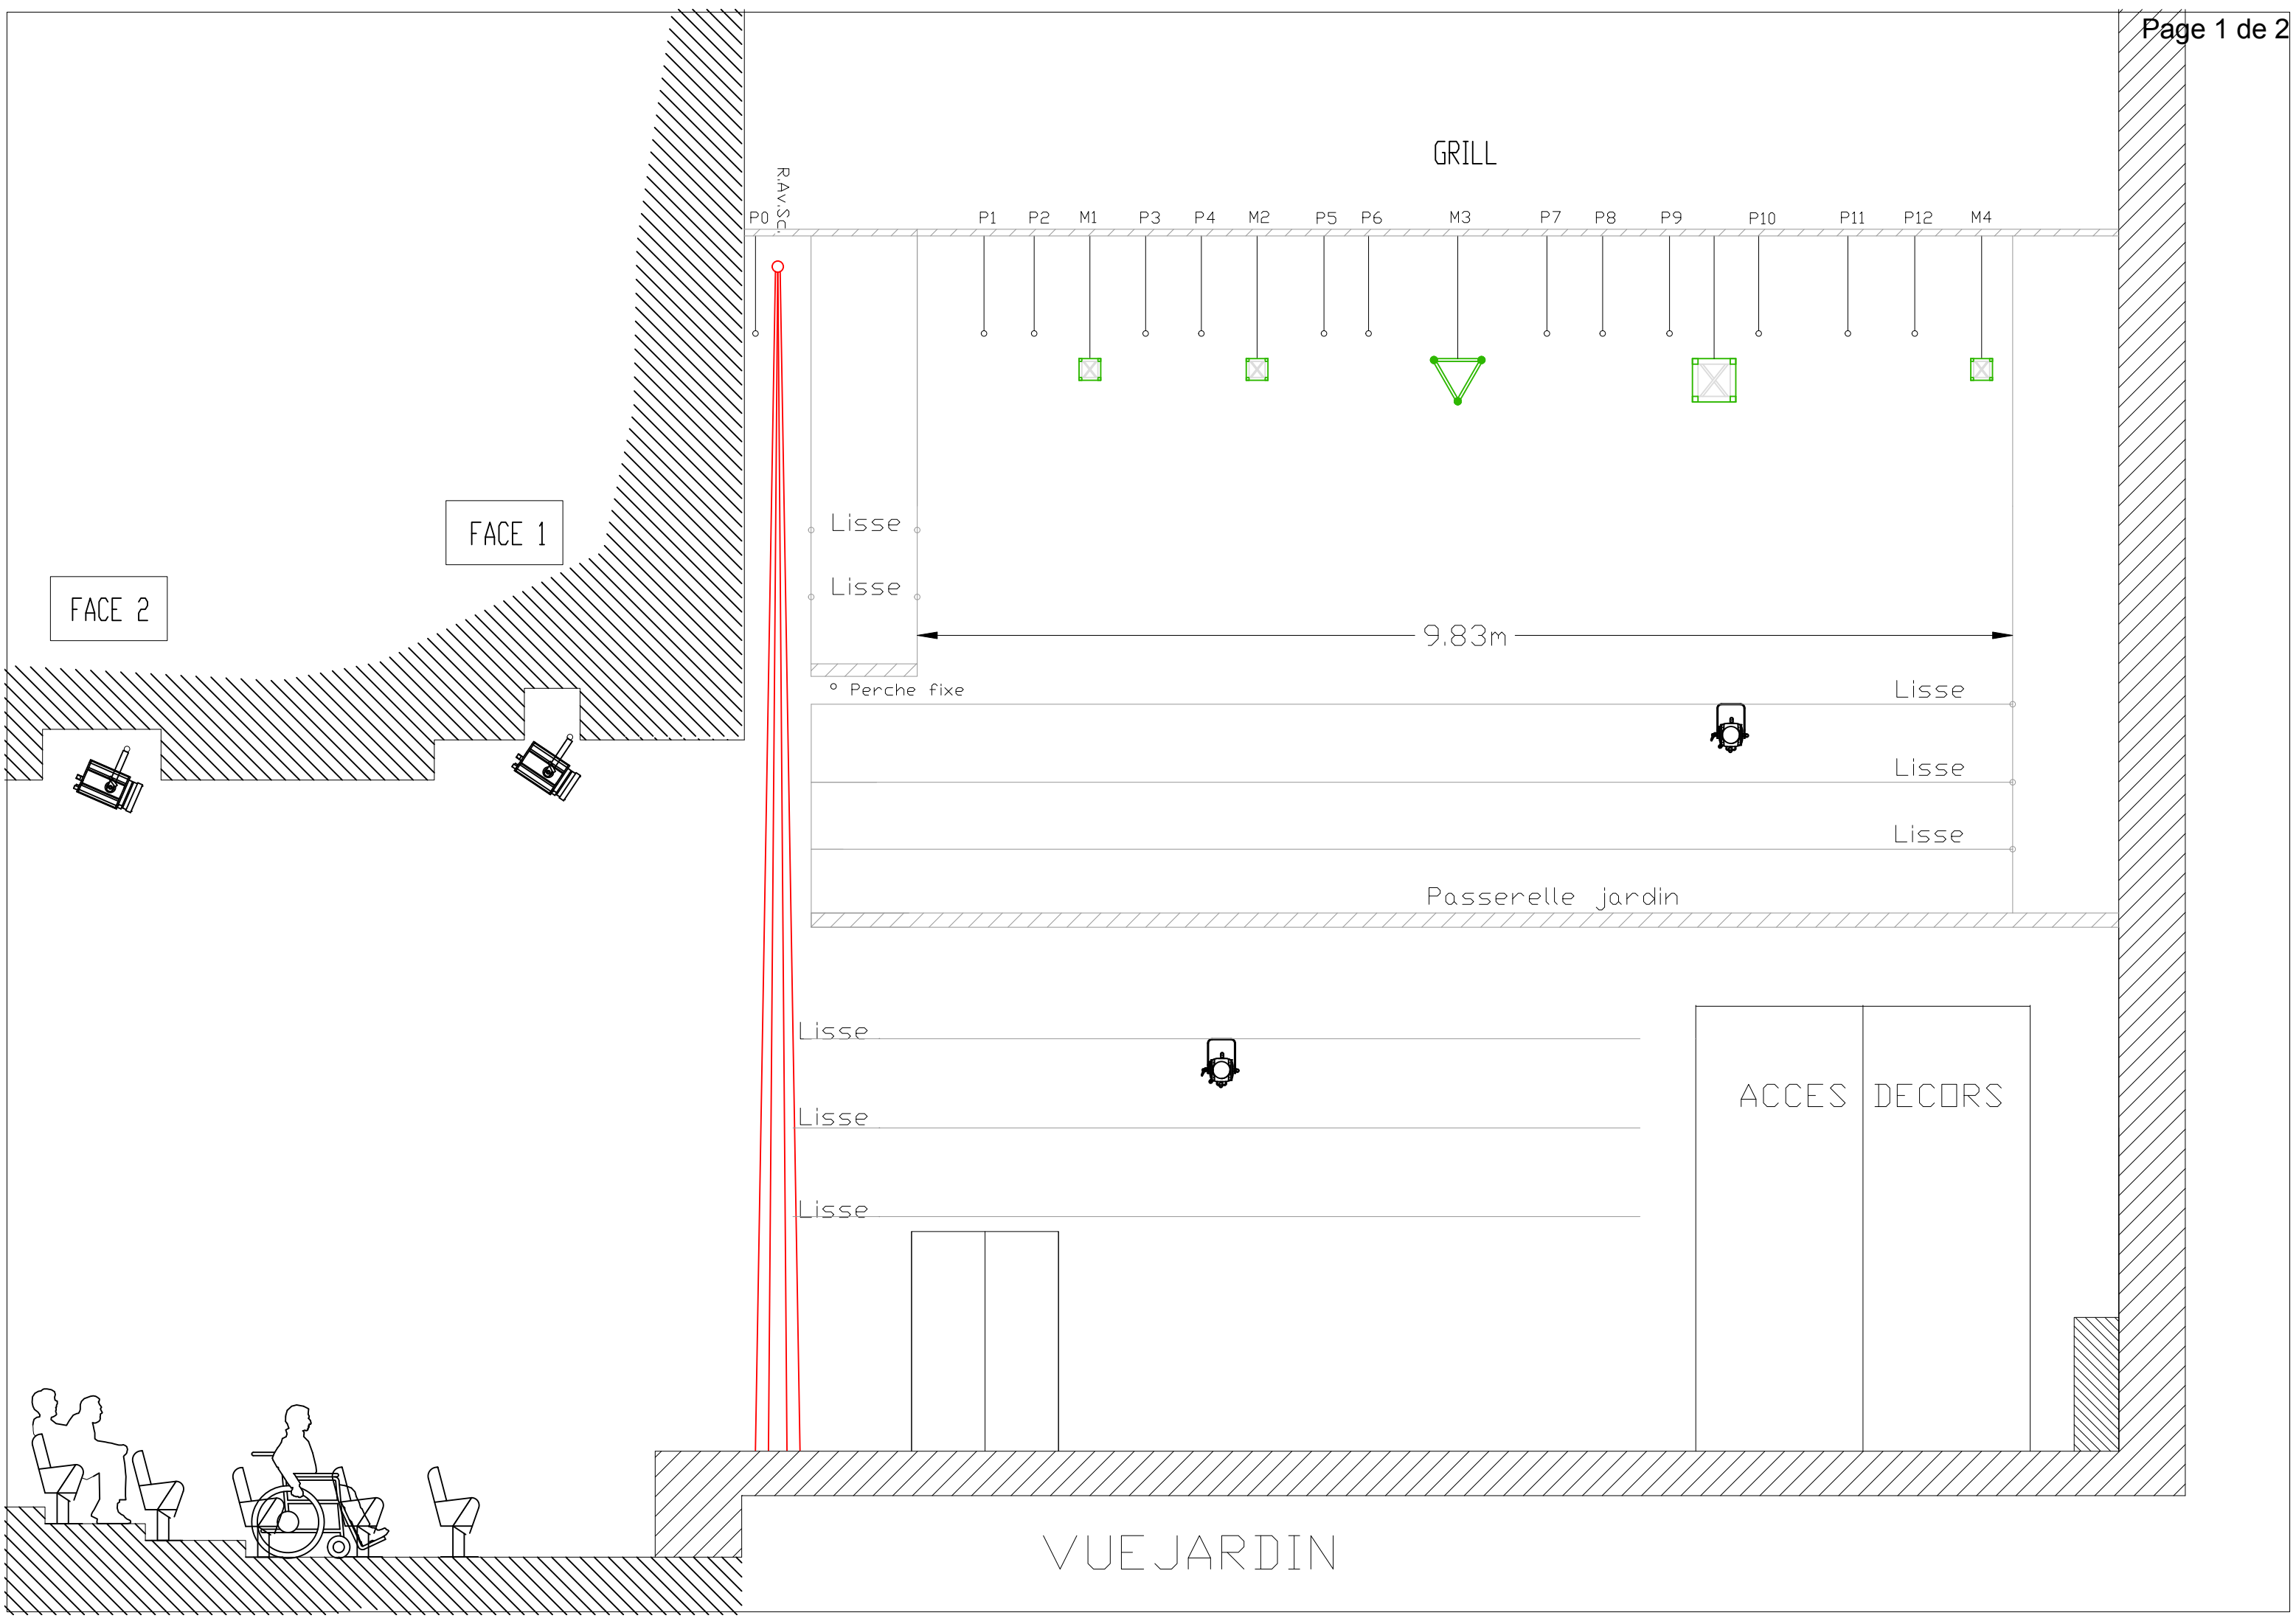 Page 1 de 2
GRILL
R.Av.Sc.
P0 P1 P2 M1 P3 P4 M2 P5 P6 M3 P7 P8 P9 P10 P11 P12 M4
FACE 1
Lisse
FACE 2
Lisse
9.83m
° Perche fixe
Lisse
Lisse
Lisse
Passerelle jardin
Lisse
ACCES DECORS
Lisse
Lisse
VUE JARDIN